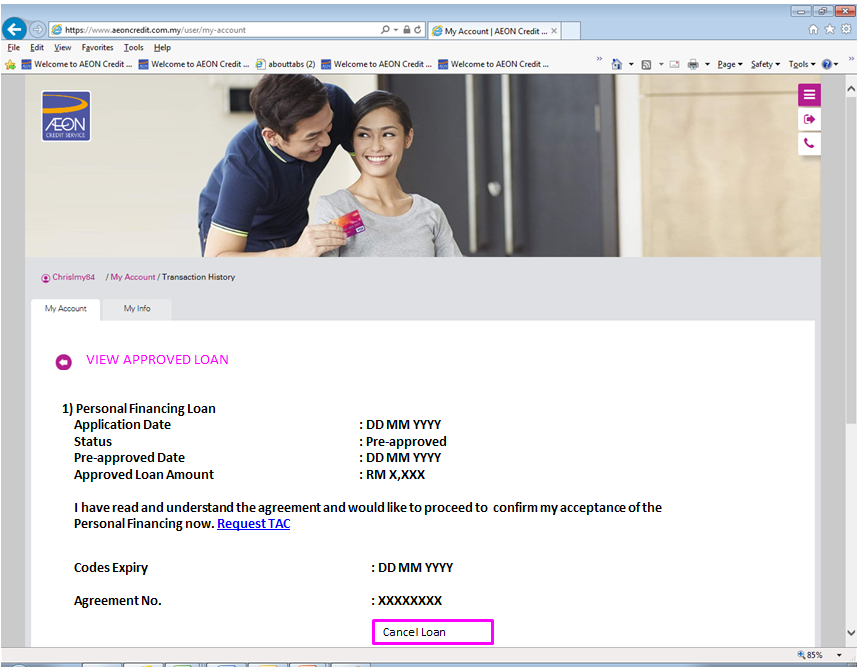 https://www.aeoncredit.com.my/user/my-account
My Account | AEON Credit ...
File Edit View Favorites Tools Help
Welcome to AEON Credit ... Welcome to AEON Credit ... abouttabs (2) Welcome to AEON Credit ... Welcome to AEON Credit ... Page Safety Tools
ÆON
CREDIT SERVICE
Chrislmy84 / My Account / Transaction History
My Account My Info
VIEW APPROVED LOAN
1) Personal Financing Loan
Application Date : DD MM YYYY
Status : Pre-approved
Pre-approved Date : DD MM YYYY
Approved Loan Amount : RM X,XXX
I have read and understand the agreement and would like to proceed to confirm my acceptance of the
Personal Financing now. Request TAC
Codes Expiry : DD MM YYYY
Agreement No. : XXXXXXXX
Cancel Loan
85%